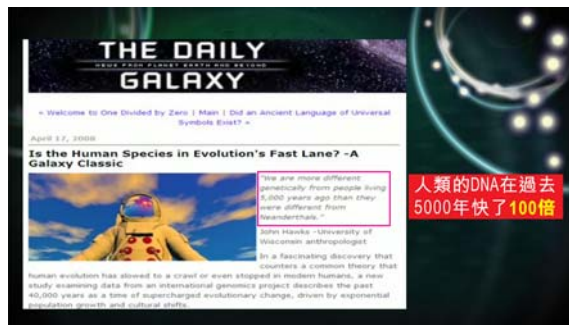 THE DAILY
NEWS FROM PLANET EARTH AND BEYOND
GALAXY
« Welcome to One Divided by Zero | Main | Did an Ancient Language of Universal
Symbols Exist? »
April 17, 2008
Is the Human Species in Evolution's Fast Lane? -A
Galaxy Classic
"We are more different
genetically from people living
5,000 years ago than they
were different from
Neanderthals."
John Hawks -University of
Wisconsin anthropologist
In a fascinating discovery that
counters a common theory that
human evolution has slowed to a crawl or even stopped in modern humans, a new
study examining data from an international genomics project describes the past
40,000 years as a time of supercharged evolutionary change, driven by exponential
population growth and cultural shifts.
人類的DNA在過去
5000年快了100倍